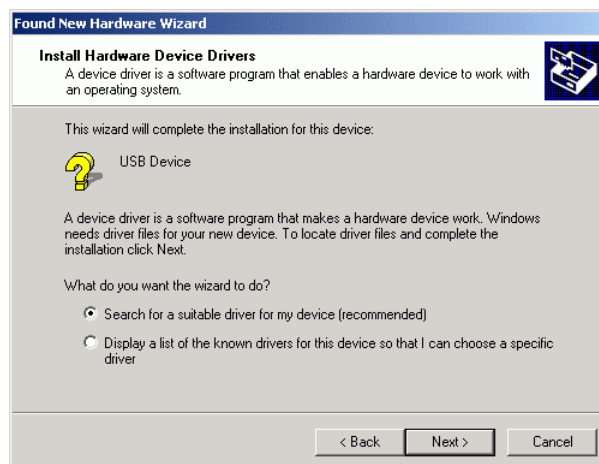 Found New Hardware Wizard
Install Hardware Device Drivers
A device driver is a software program that enables a hardware device to work with
an operating system.
This wizard will complete the installation for this device:
USB Device
A device driver is a software program that makes a hardware device work. Windows
needs driver files for your new device. To locate driver files and complete the
installation click Next.
What do you want the wizard to do?
Search for a suitable driver for my device (recommended)
Display a list of the known drivers for this device so that I can choose a specific
driver
< Back Next > Cancel